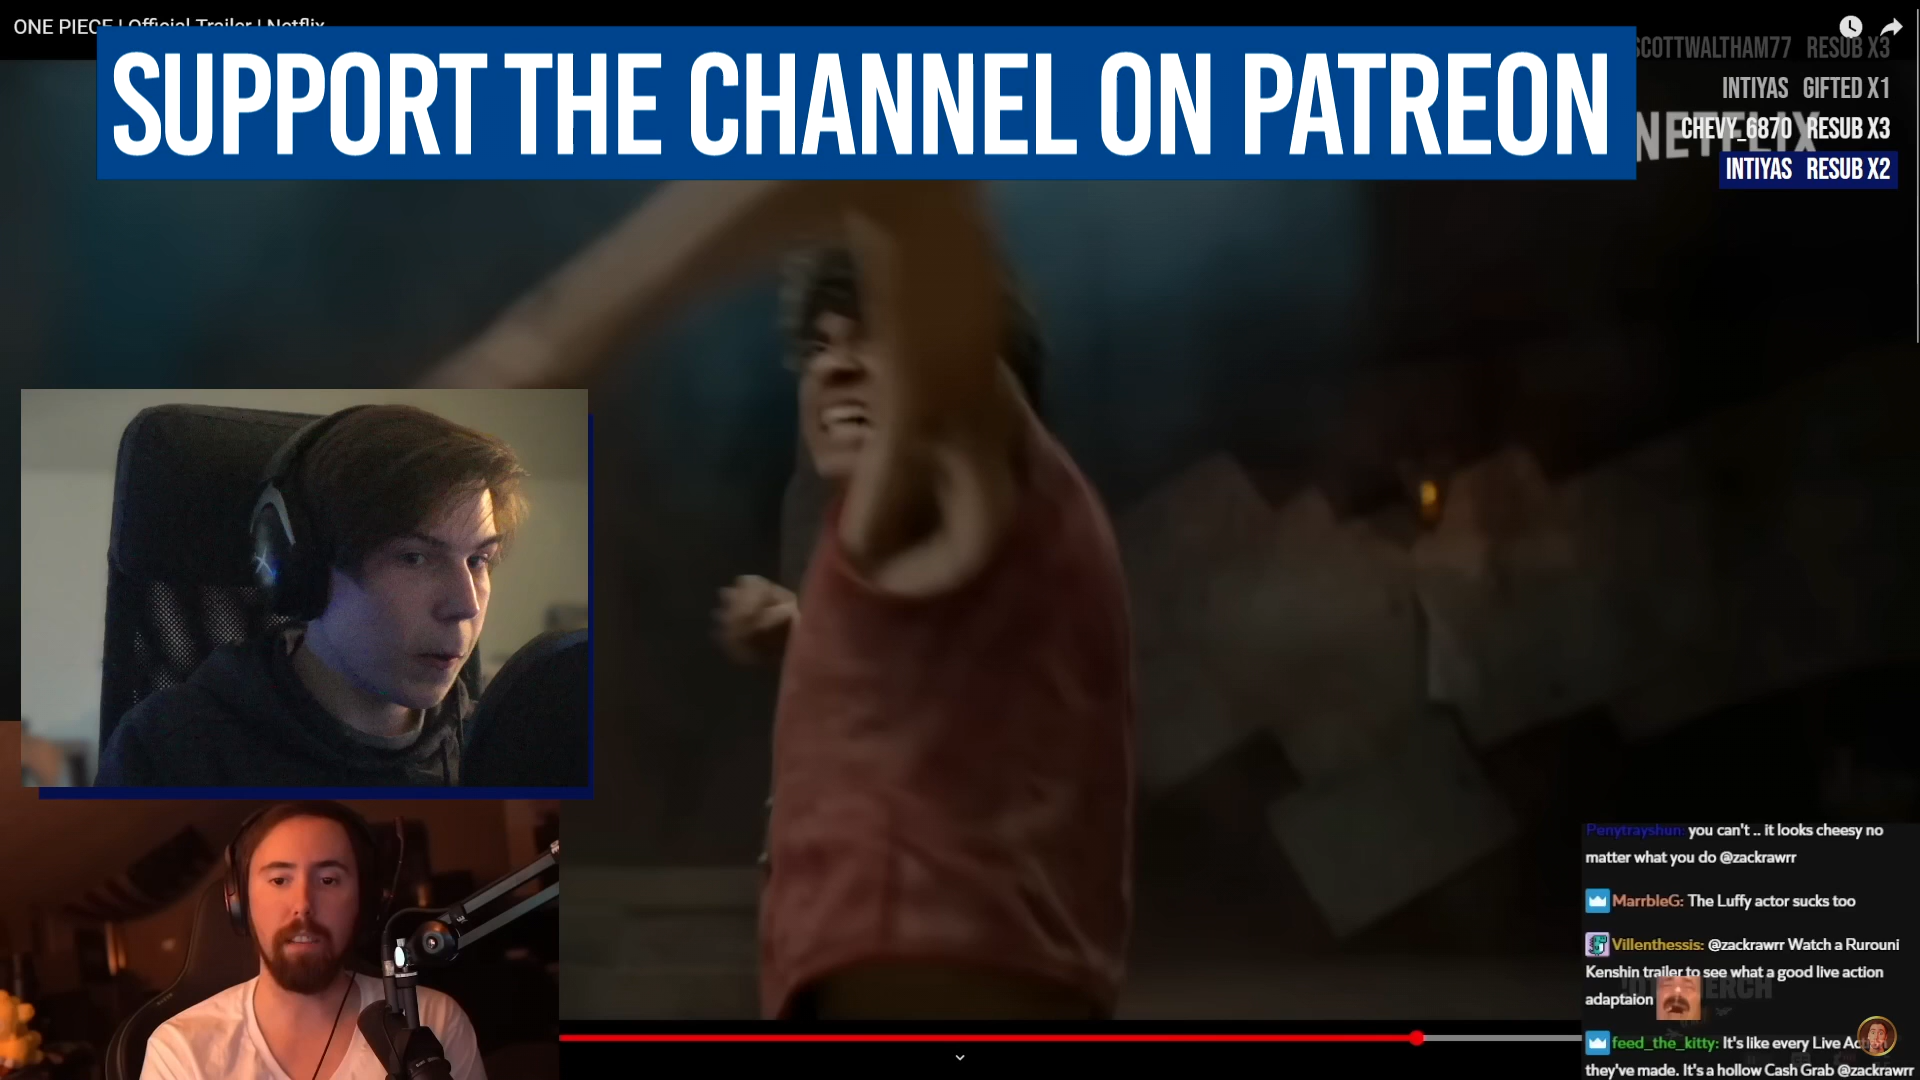 ONE PIECE | Official Trailer | Netflix
SUPPORT THE CHANNEL ON PATREON
SCOTTWALTHAM77 RESUB X3
INTIYAS GIFTED X1
CHEVY_6870 RESUB X3
NETFLIX
INTIYAS RESUB X2
Penytrayshun: you can't .. it looks cheesy no
matter what you do @zackrawrr
MarrbleG: The Luffy actor sucks too
Villenthessis: @zackrawrr Watch a Rurouni
Kenshin trailer to see what a good live action
adaptaion
feed_the_kitty: It's like every Live
they've made. It's a hollow Cash Grab @zackrawrr